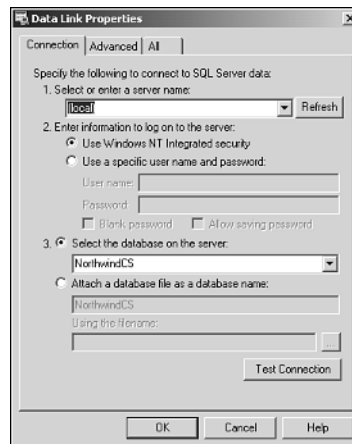 Data Link Properties
Connection Advanced All
Specify the following to connect to SQL Server data:
1. Select or enter a server name:
(local) Refresh
2. Enter information to log on to the server:
Use Windows NT Integrated security
Use a specific user name and password:
User name:
Password:
Blank password Allow saving password
3. Select the database on the server:
NorthwindCS
Attach a database file as a database name:
NorthwindCS
Using the filename:
...
Test Connection
OK Cancel Help